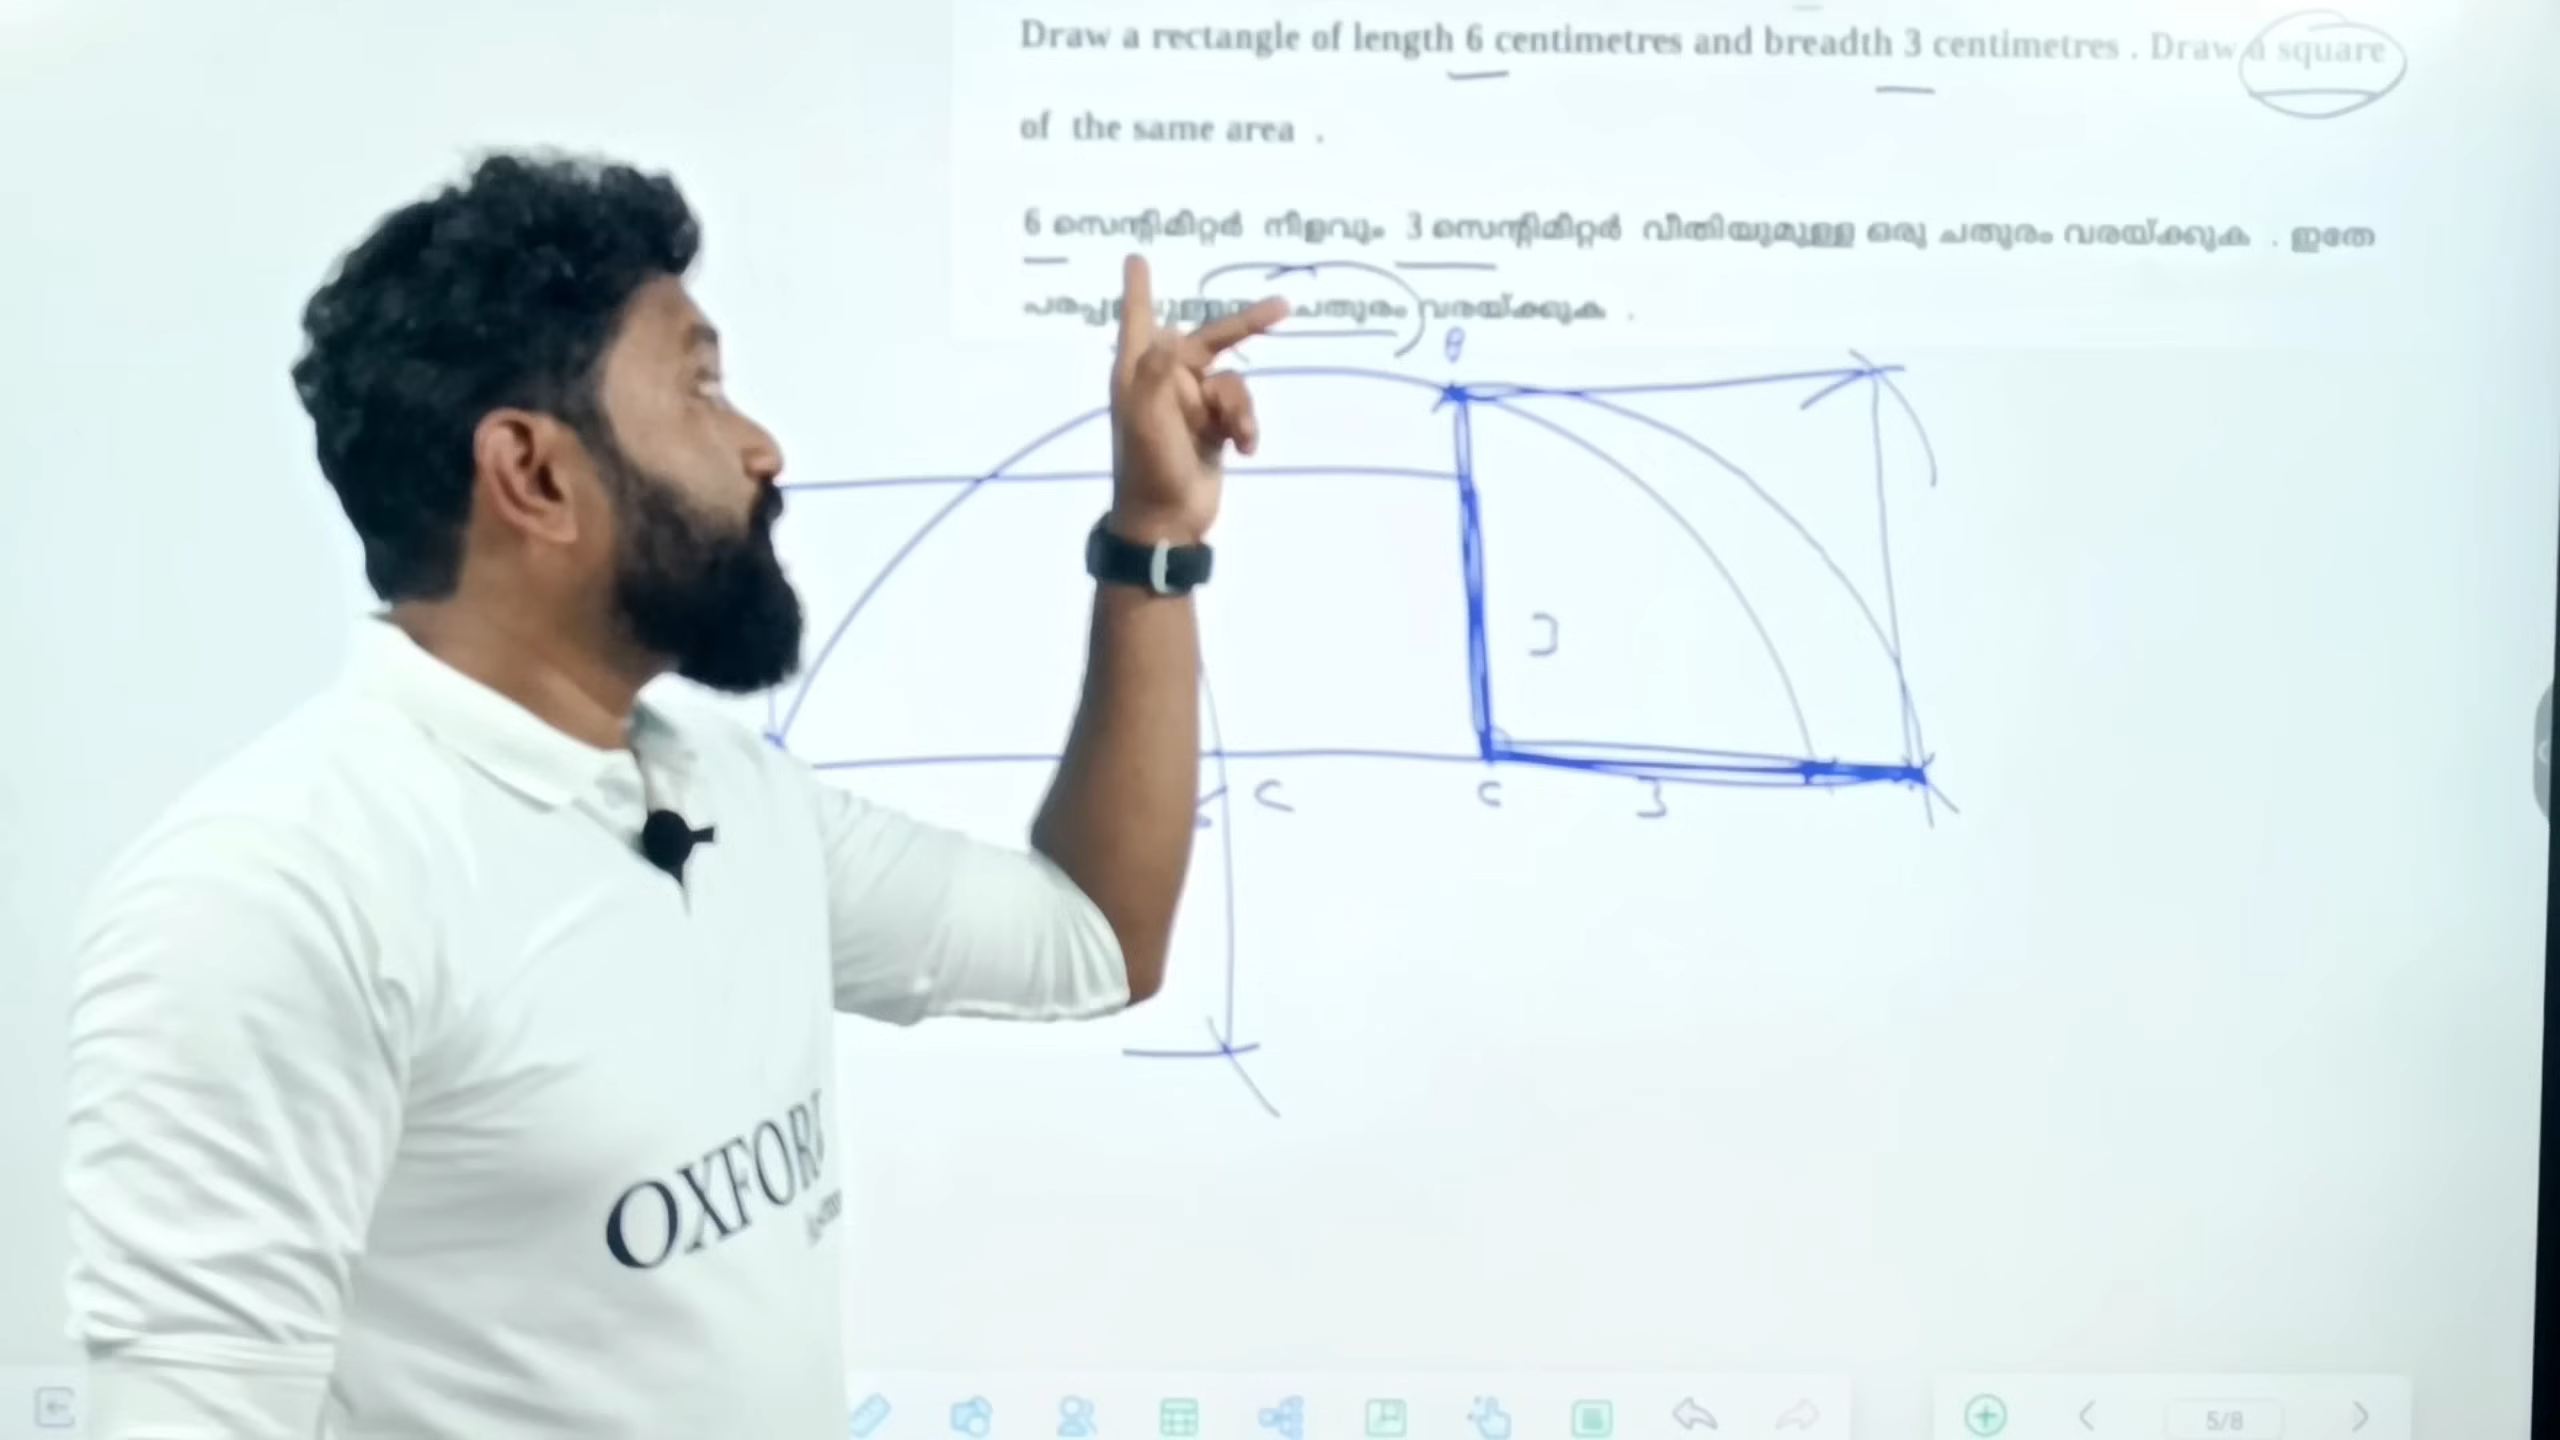 Draw a rectangle of length 6 centimetres and breadth 3 centimetres . Draw a square
of the same area .
6 സെന്റിമീറ്റർ നീളവും 3 സെന്റിമീറ്റർ വീതിയുമുള്ള ഒരു ചതുരം വരയ്ക്കുക . ഇതേ
ചതുരം വരയ്ക്കുക .
B
C
C
3
OXFORD
5/8